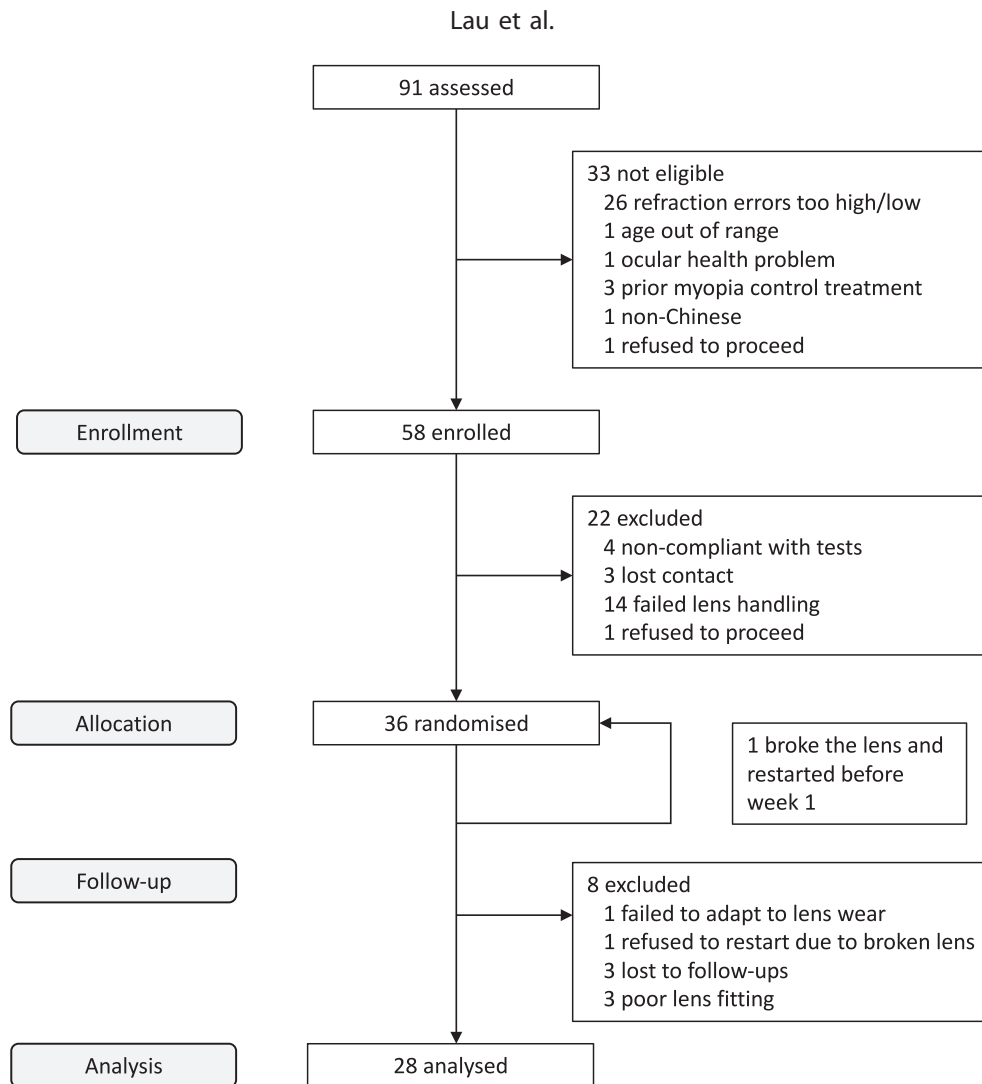 Lau et al.
91 assessed
33 not eligible
26 refraction errors too high/low
1 age out of range
1 ocular health problem
3 prior myopia control treatment
1 non-Chinese
1 refused to proceed
Enrollment
58 enrolled
22 excluded
4 non-compliant with tests
3 lost contact
14 failed lens handling
1 refused to proceed
Allocation
36 randomised
1 broke the lens and
restarted before
week 1
Follow-up
8 excluded
1 failed to adapt to lens wear
1 refused to restart due to broken lens
3 lost to follow-ups
3 poor lens fitting
Analysis
28 analysed